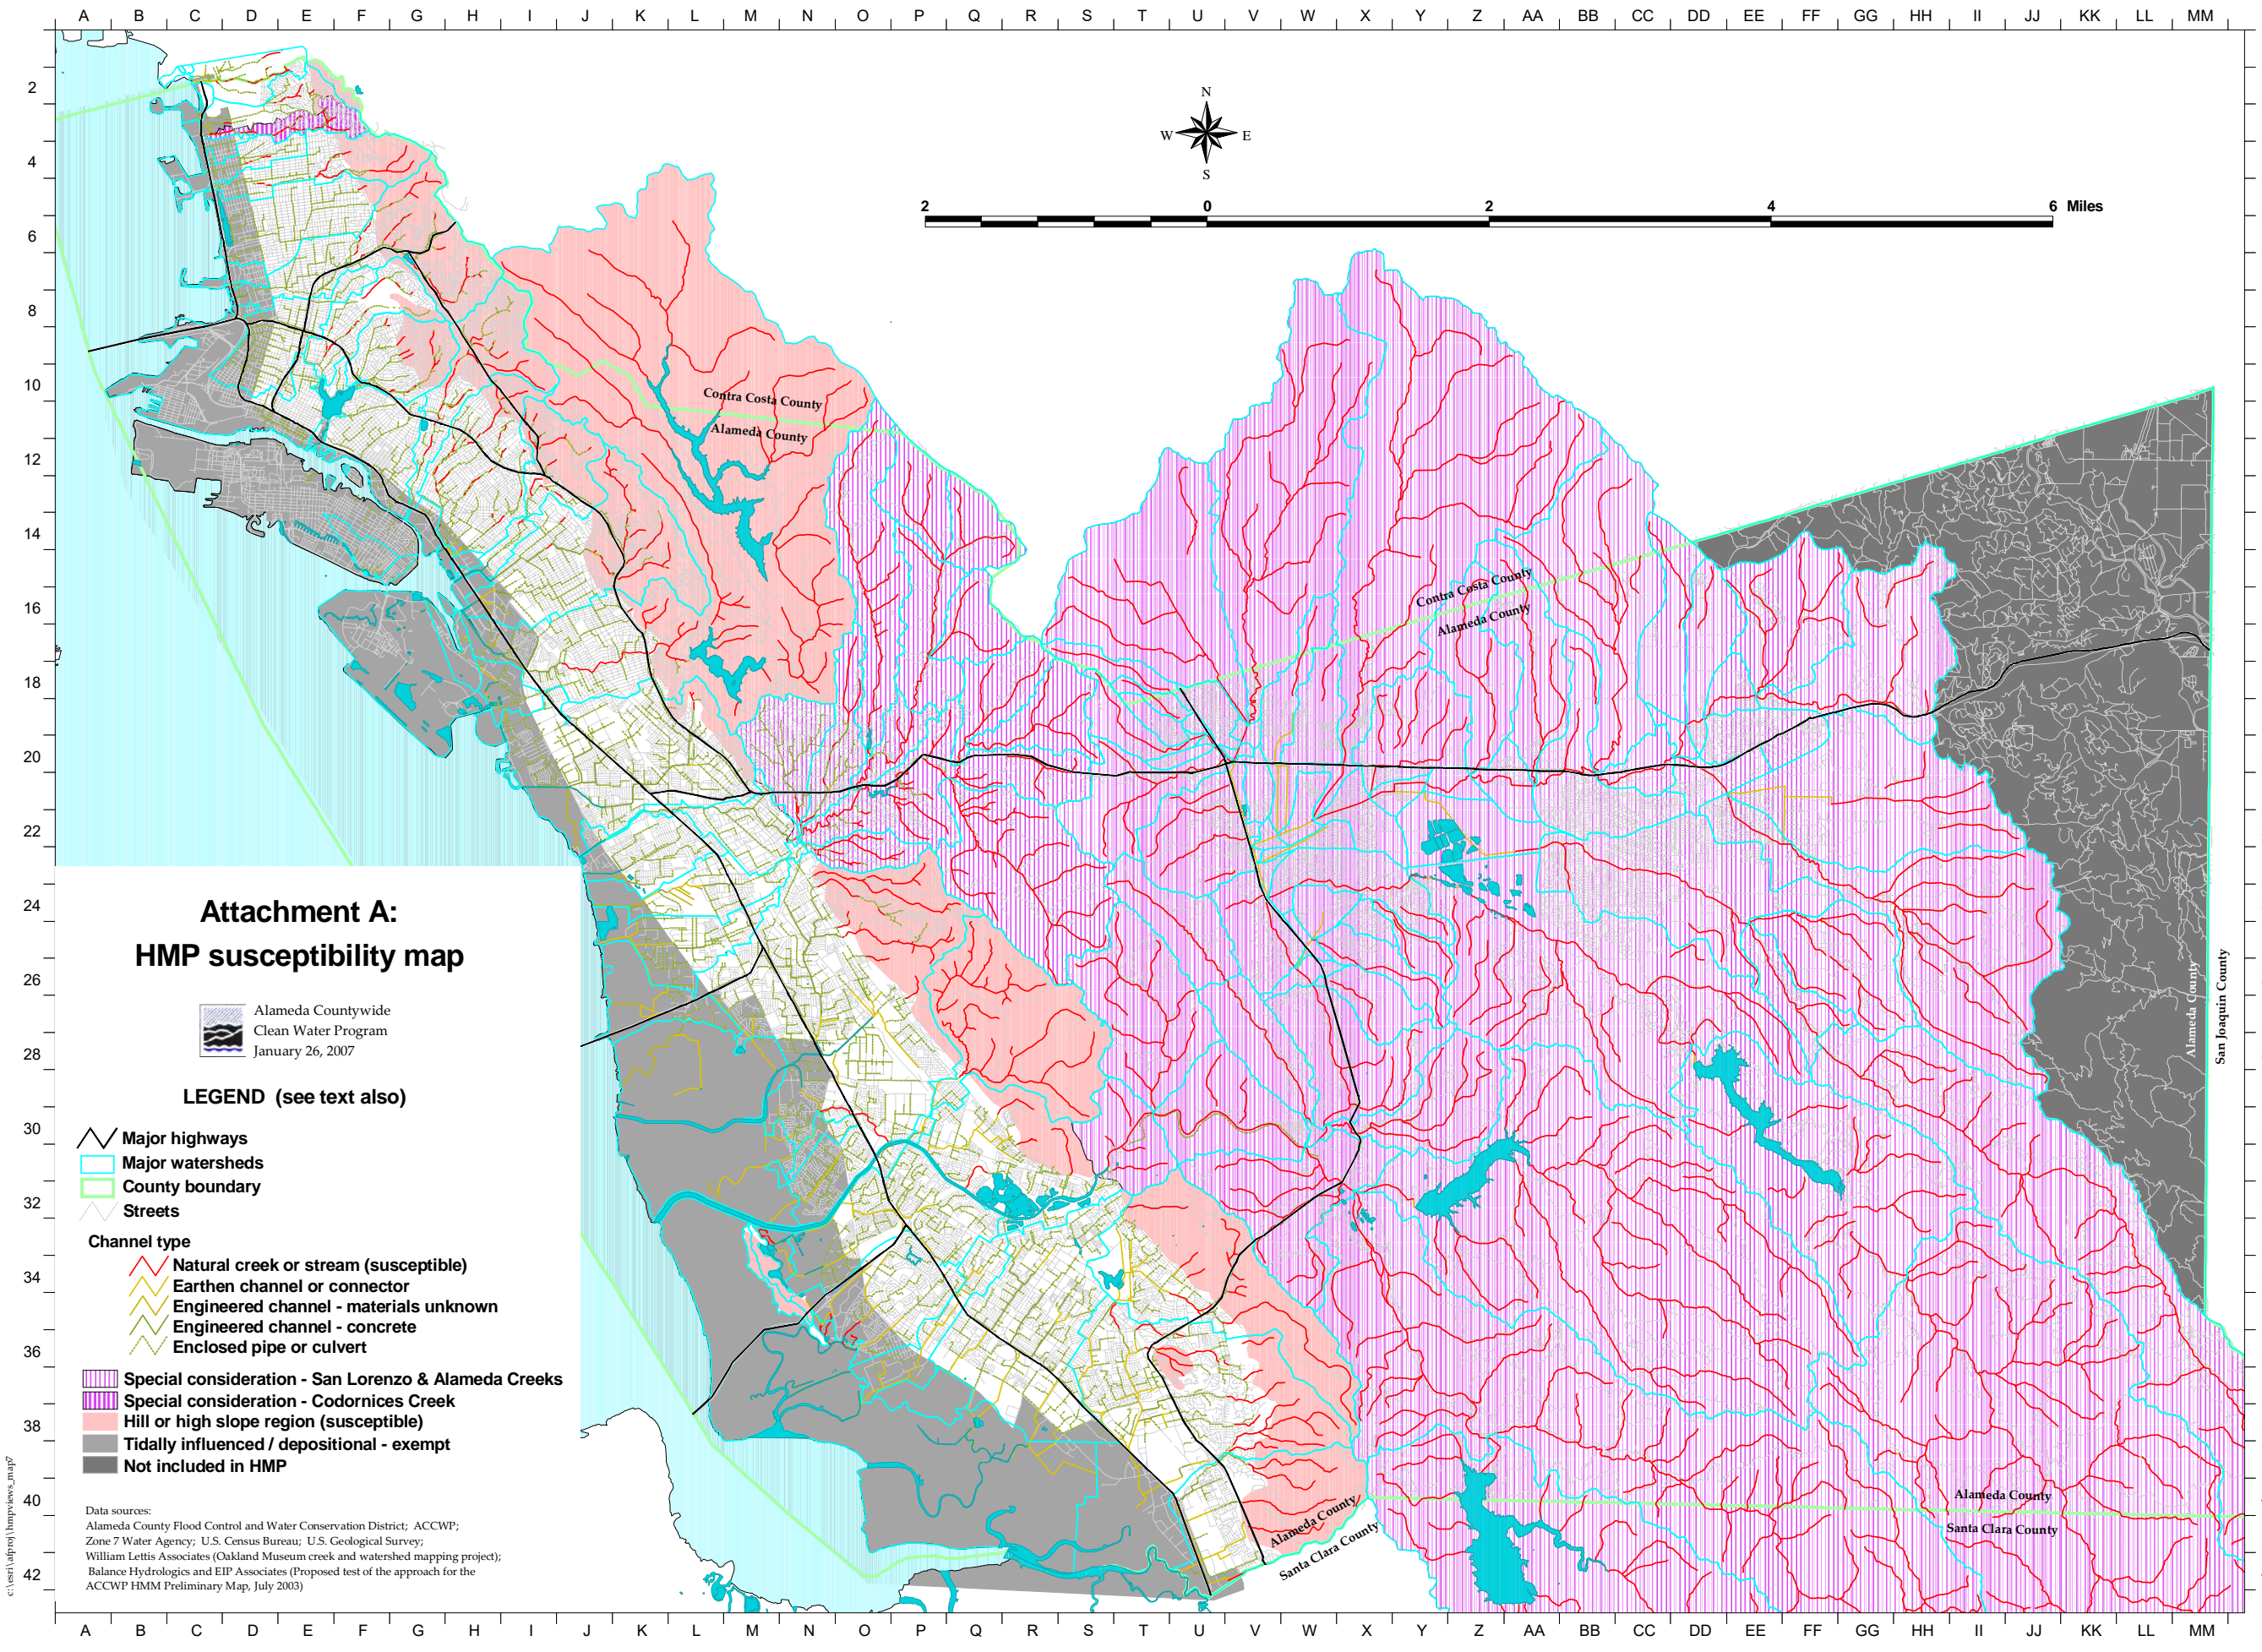 A B C D E F G H I J K L M N O P Q R S T U V W X Y Z AA BB CC DD EE FF GG HH II JJ KK LL MM
2
4
6
8
10
12
14
16
18
20
22
24
26
28
30
32
34
36
38
40
42
N
W E
S
2 0 2 4 6 Miles
Contra Costa County
Alameda County
Contra Costa County
Alameda County
Alameda County
San Joaquin County
Alameda County
Santa Clara County
Alameda County
Santa Clara County
Attachment A:
HMP susceptibility map
Alameda Countywide
Clean Water Program
January 26, 2007
LEGEND (see text also)
Major highways
Major watersheds
County boundary
Streets
Channel type
Natural creek or stream (susceptible)
Earthen channel or connector
Engineered channel - materials unknown
Engineered channel - concrete
Enclosed pipe or culvert
Special consideration - San Lorenzo & Alameda Creeks
Special consideration - Codornices Creek
Hill or high slope region (susceptible)
Tidally influenced / depositional - exempt
Not included in HMP
Data sources:
Alameda County Flood Control and Water Conservation District; ACCWP;
Zone 7 Water Agency; U.S. Census Bureau; U.S. Geological Survey;
William Lettis Associates (Oakland Museum creek and watershed mapping project);
Balance Hydrologics and EIP Associates (Proposed test of the approach for the
ACCWP HMM Preliminary Map, July 2003)
c:\esri\afproj\hmpviews_map7
A B C D E F G H I J K L M N O P Q R S T U V W X Y Z AA BB CC DD EE FF GG HH II JJ KK LL MM